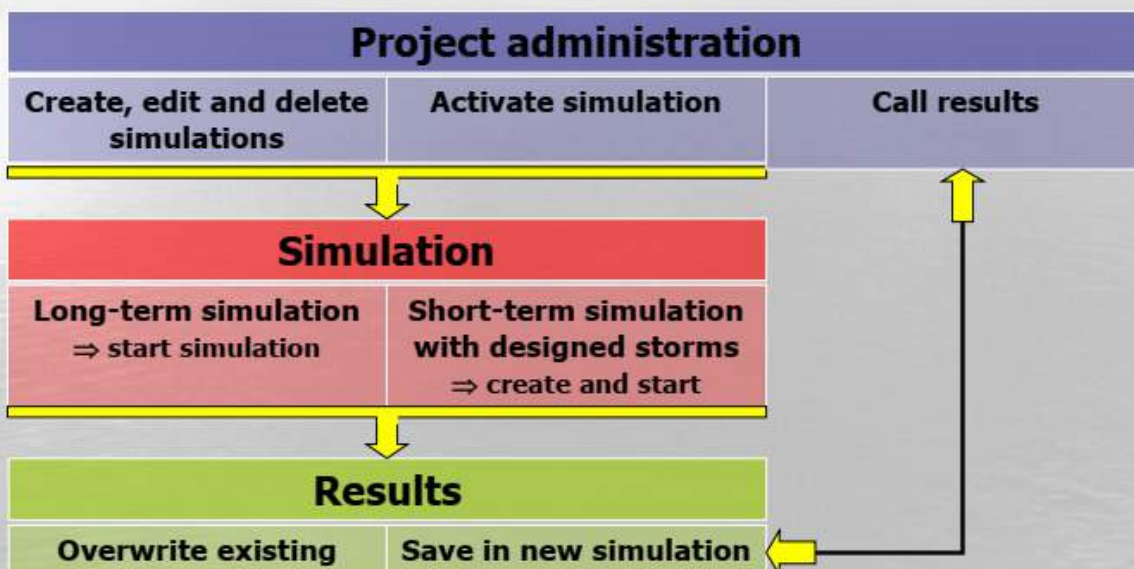 Project administration
Create, edit and delete
simulations
Activate simulation
Call results
Simulation
Long-term simulation
⇒ start simulation
Short-term simulation
with designed storms
⇒ create and start
Results
Overwrite existing
Save in new simulation